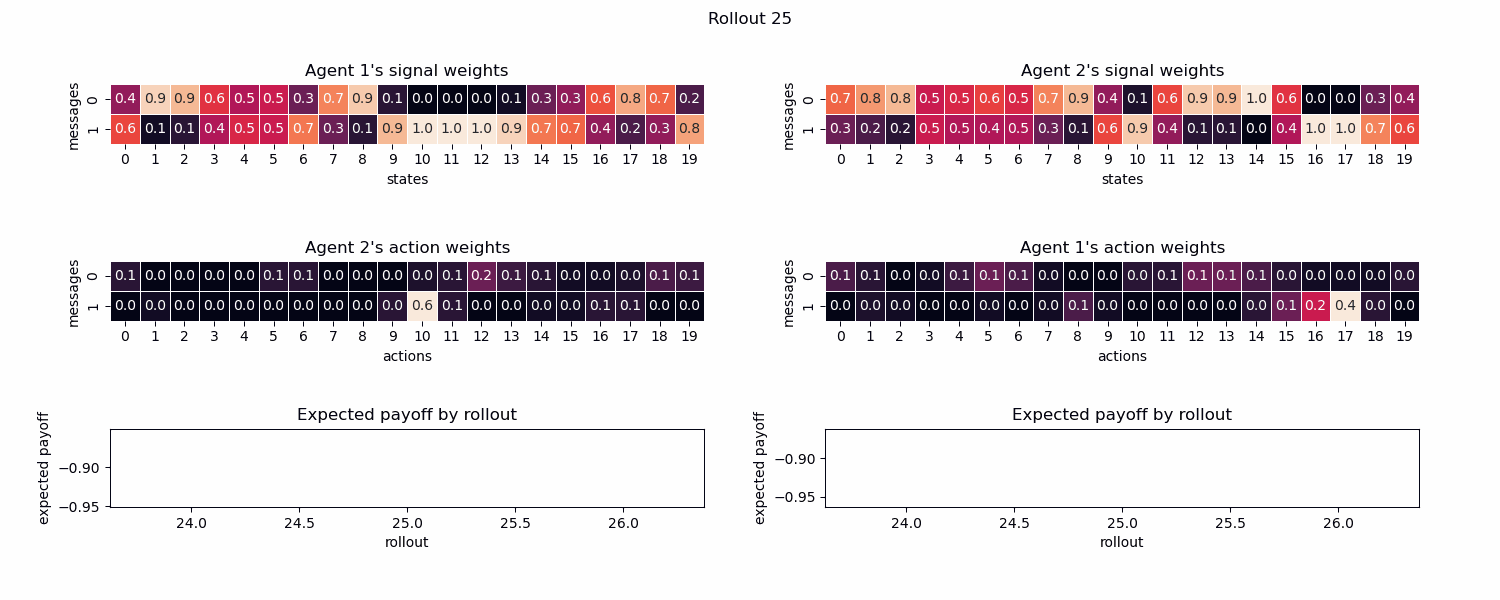 Rollout 25
Agent 1's signal weights
messages
0 0.4 0.9 0.9 0.6 0.5 0.5 0.3 0.7 0.9 0.1 0.0 0.0 0.0 0.1 0.3 0.3 0.6 0.8 0.7 0.2
1 0.6 0.1 0.1 0.4 0.5 0.5 0.7 0.3 0.1 0.9 1.0 1.0 1.0 0.9 0.7 0.7 0.4 0.2 0.3 0.8
0 1 2 3 4 5 6 7 8 9 10 11 12 13 14 15 16 17 18 19
states
Agent 2's signal weights
messages
0 0.7 0.8 0.8 0.5 0.5 0.6 0.5 0.7 0.9 0.4 0.1 0.6 0.9 0.9 1.0 0.6 0.0 0.0 0.3 0.4
1 0.3 0.2 0.2 0.5 0.5 0.4 0.5 0.3 0.1 0.6 0.9 0.4 0.1 0.1 0.0 0.4 1.0 1.0 0.7 0.6
0 1 2 3 4 5 6 7 8 9 10 11 12 13 14 15 16 17 18 19
states
Agent 2's action weights
messages
0 0.1 0.0 0.0 0.0 0.0 0.1 0.1 0.0 0.0 0.0 0.0 0.1 0.2 0.1 0.1 0.0 0.0 0.0 0.1 0.1
1 0.0 0.0 0.0 0.0 0.0 0.0 0.0 0.0 0.0 0.0 0.6 0.1 0.0 0.0 0.0 0.0 0.1 0.1 0.0 0.0
0 1 2 3 4 5 6 7 8 9 10 11 12 13 14 15 16 17 18 19
actions
Agent 1's action weights
messages
0 0.1 0.1 0.0 0.0 0.1 0.1 0.1 0.0 0.0 0.0 0.0 0.1 0.1 0.1 0.1 0.0 0.0 0.0 0.0 0.0
1 0.0 0.0 0.0 0.0 0.0 0.0 0.0 0.0 0.1 0.0 0.0 0.0 0.0 0.0 0.0 0.1 0.2 0.4 0.0 0.0
0 1 2 3 4 5 6 7 8 9 10 11 12 13 14 15 16 17 18 19
actions
Expected payoff by rollout
expected payoff
−0.90
−0.95
24.0 24.5 25.0 25.5 26.0
rollout
Expected payoff by rollout
expected payoff
−0.90
−0.95
24.0 24.5 25.0 25.5 26.0
rollout